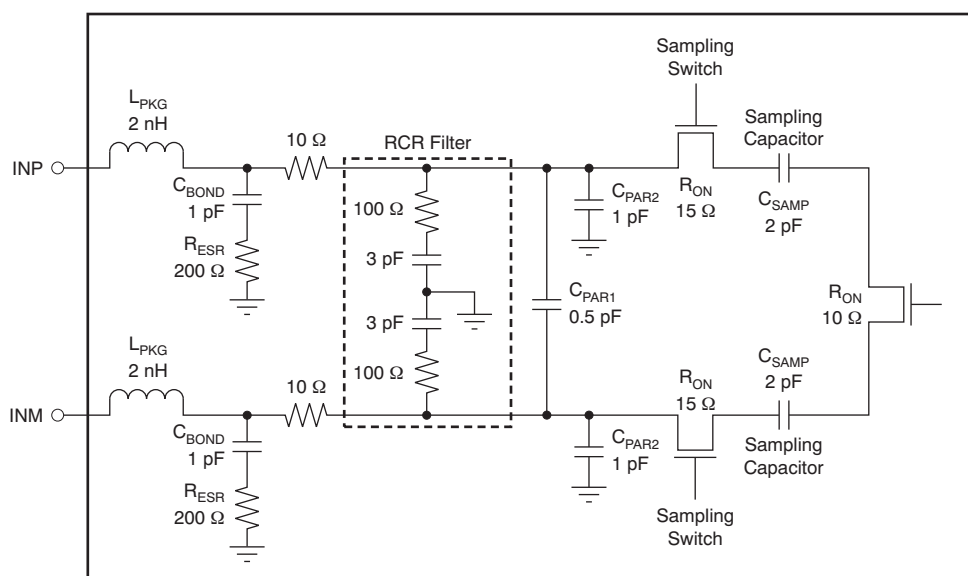 Sampling
Switch
L_PKG
2 nH
10 Ω
RCR Filter
Sampling
Capacitor
INP
C_BOND
1 pF
R_ESR
200 Ω
100 Ω
3 pF
3 pF
100 Ω
C_PAR2
1 pF
R_ON
15 Ω
C_SAMP
2 pF
C_PAR1
0.5 pF
R_ON
10 Ω
L_PKG
2 nH
10 Ω
R_ON
15 Ω
C_SAMP
2 pF
INM
C_BOND
1 pF
R_ESR
200 Ω
C_PAR2
1 pF
Sampling
Capacitor
Sampling
Switch